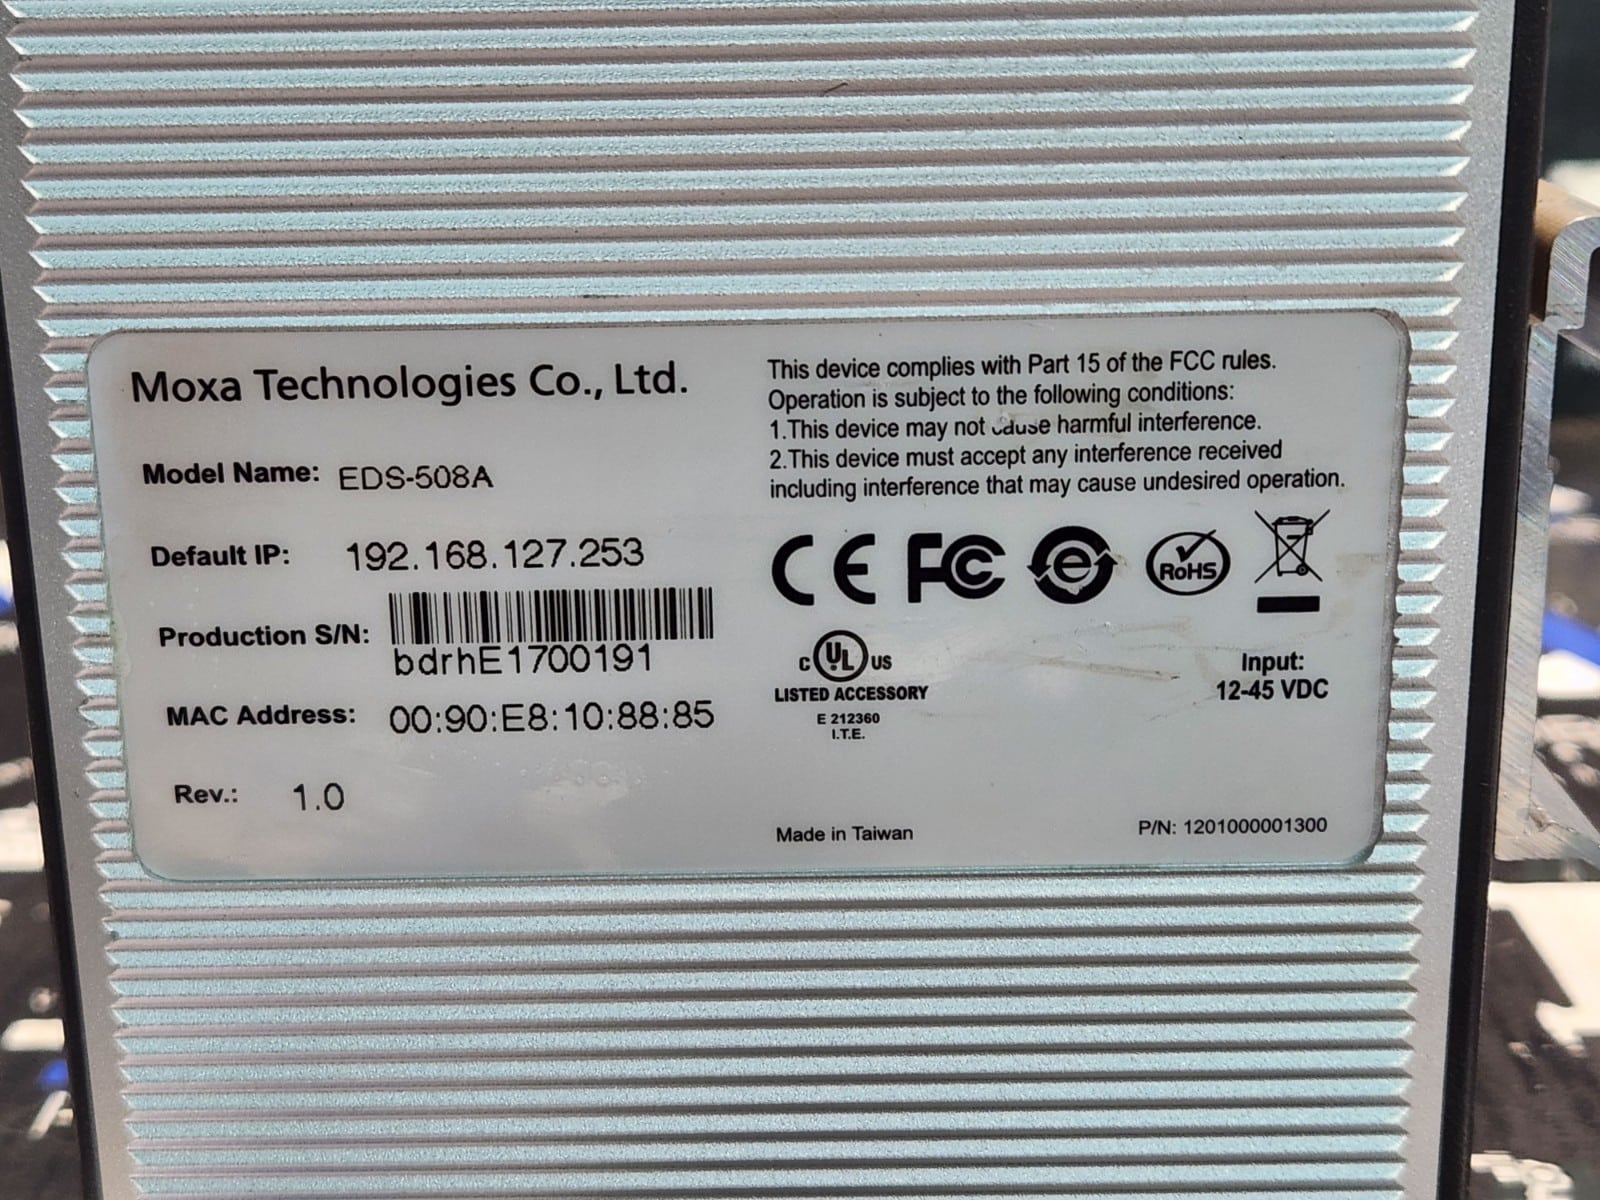 Moxa Technologies Co., Ltd.
Model Name: EDS-508A
Default IP: 192.168.127.253
Production S/N:
bdrhE1700191
MAC Address: 00:90:E8:10:88:85
Rev.: 1.0
This device complies with Part 15 of the FCC rules.
Operation is subject to the following conditions:
1.This device may not cause harmful interference.
2.This device must accept any interference received
including interference that may cause undesired operation.
CE FC e RoHS
c UL US
LISTED ACCESSORY
E 212360
I.T.E.
Input:
12-45 VDC
Made in Taiwan
P/N: 1201000001300